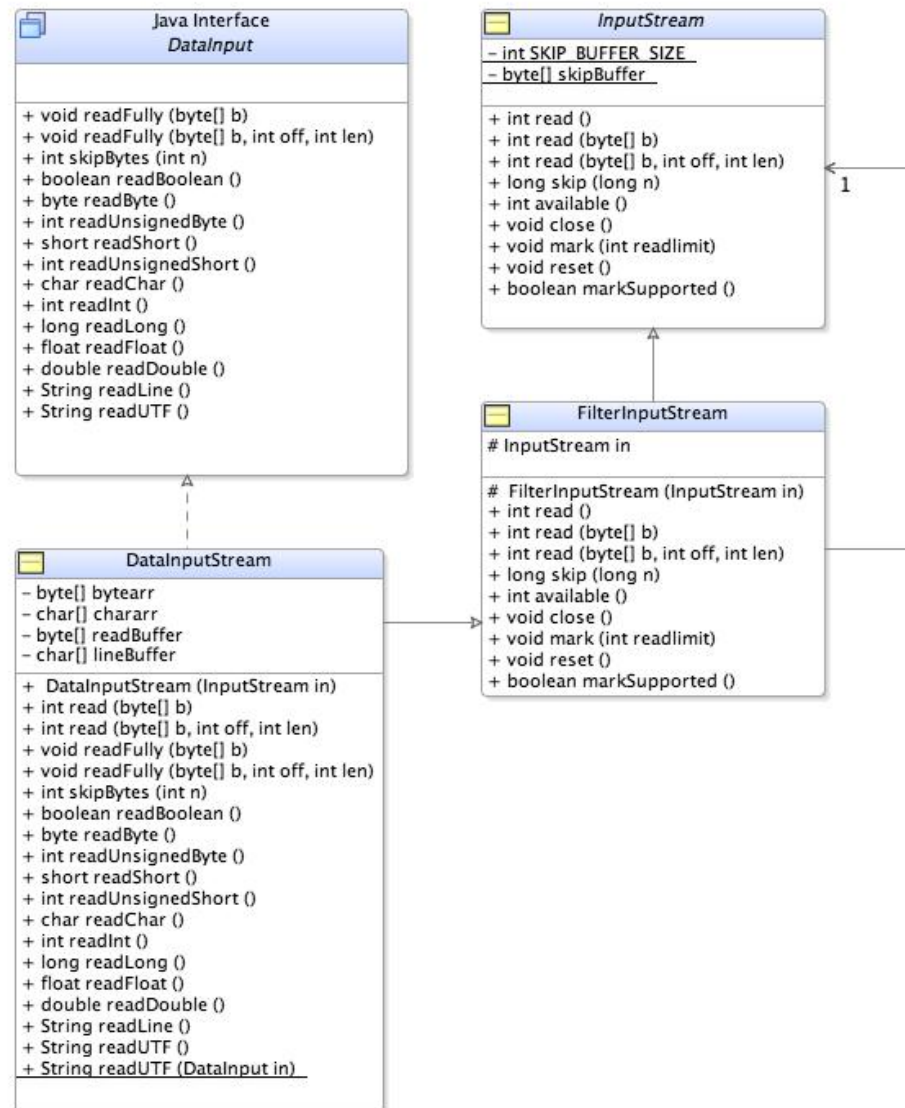 Java Interface
DataInput
+ void readFully (byte[] b)
+ void readFully (byte[] b, int off, int len)
+ int skipBytes (int n)
+ boolean readBoolean ()
+ byte readByte ()
+ int readUnsignedByte ()
+ short readShort ()
+ int readUnsignedShort ()
+ char readChar ()
+ int readInt ()
+ long readLong ()
+ float readFloat ()
+ double readDouble ()
+ String readLine ()
+ String readUTF ()
InputStream
– int SKIP_BUFFER_SIZE
– byte[] skipBuffer
+ int read ()
+ int read (byte[] b)
+ int read (byte[] b, int off, int len)
+ long skip (long n)
+ int available ()
+ void close ()
+ void mark (int readlimit)
+ void reset ()
+ boolean markSupported ()
1
FilterInputStream
# InputStream in
# FilterInputStream (InputStream in)
+ int read ()
+ int read (byte[] b)
+ int read (byte[] b, int off, int len)
+ long skip (long n)
+ int available ()
+ void close ()
+ void mark (int readlimit)
+ void reset ()
+ boolean markSupported ()
DataInputStream
– byte[] bytearr
– char[] chararr
– byte[] readBuffer
– char[] lineBuffer
+ DataInputStream (InputStream in)
+ int read (byte[] b)
+ int read (byte[] b, int off, int len)
+ void readFully (byte[] b)
+ void readFully (byte[] b, int off, int len)
+ int skipBytes (int n)
+ boolean readBoolean ()
+ byte readByte ()
+ int readUnsignedByte ()
+ short readShort ()
+ int readUnsignedShort ()
+ char readChar ()
+ int readInt ()
+ long readLong ()
+ float readFloat ()
+ double readDouble ()
+ String readLine ()
+ String readUTF ()
+ String readUTF (DataInput in)